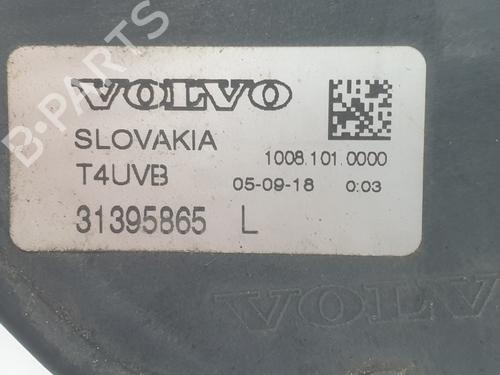 B-PARTS
VOLVO
SLOVAKIA
1008.101.0000
T4UVB
05-09-18 0:03
31395865 L
VOLVO